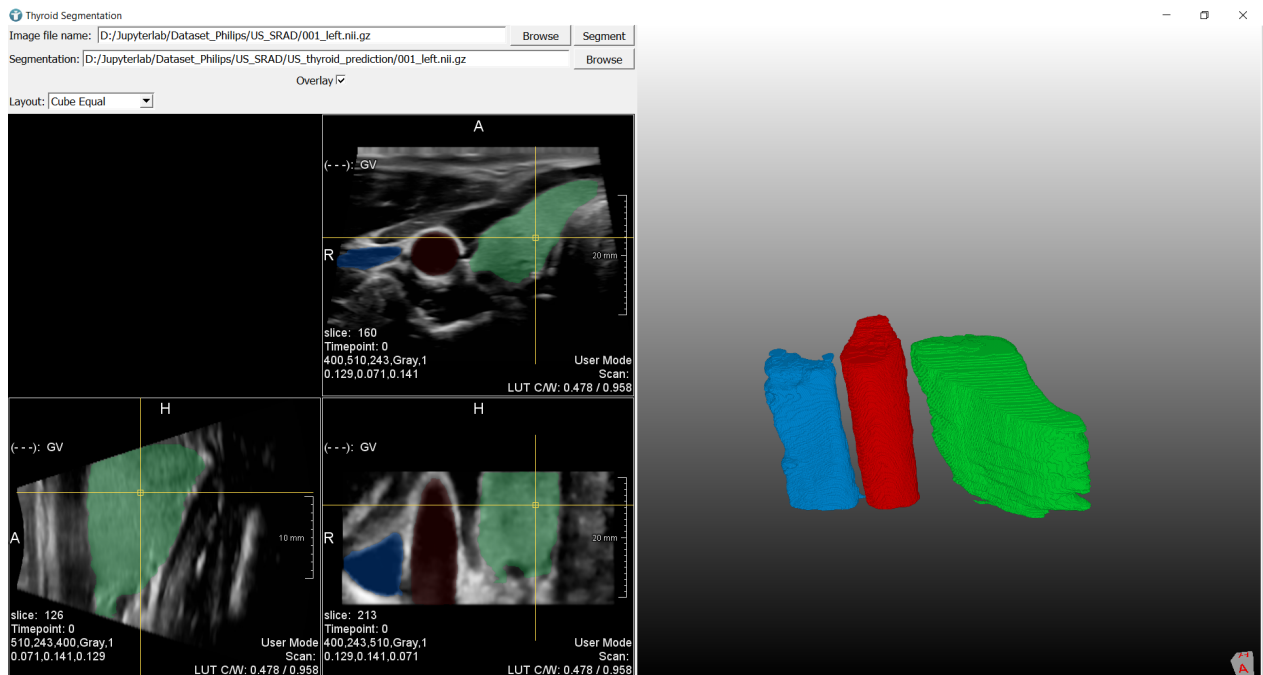 Thyroid Segmentation
Image file name: D:/Jupyterlab/Dataset_Philips/US_SRAD/001_left.nii.gz Browse Segment
Segmentation: D:/Jupyterlab/Dataset_Philips/US_SRAD/US_thyroid_prediction/001_left.nii.gz Browse
Overlay
Layout: Cube Equal
A
(- - -): GV
R
20 mm
slice: 160
Timepoint: 0
400,510,243,Gray,1
0.129,0.071,0.141
User Mode
Scan:
LUT C/W: 0.478 / 0.958
H
(- - -): GV
A
10 mm
slice: 126
Timepoint: 0
510,243,400,Gray,1
0.071,0.141,0.129
User Mode
Scan:
LUT C/W: 0.478 / 0.958
H
(- - -): GV
R
20 mm
slice: 213
Timepoint: 0
400,243,510,Gray,1
0.129,0.141,0.071
User Mode
Scan:
LUT C/W: 0.478 / 0.958
A